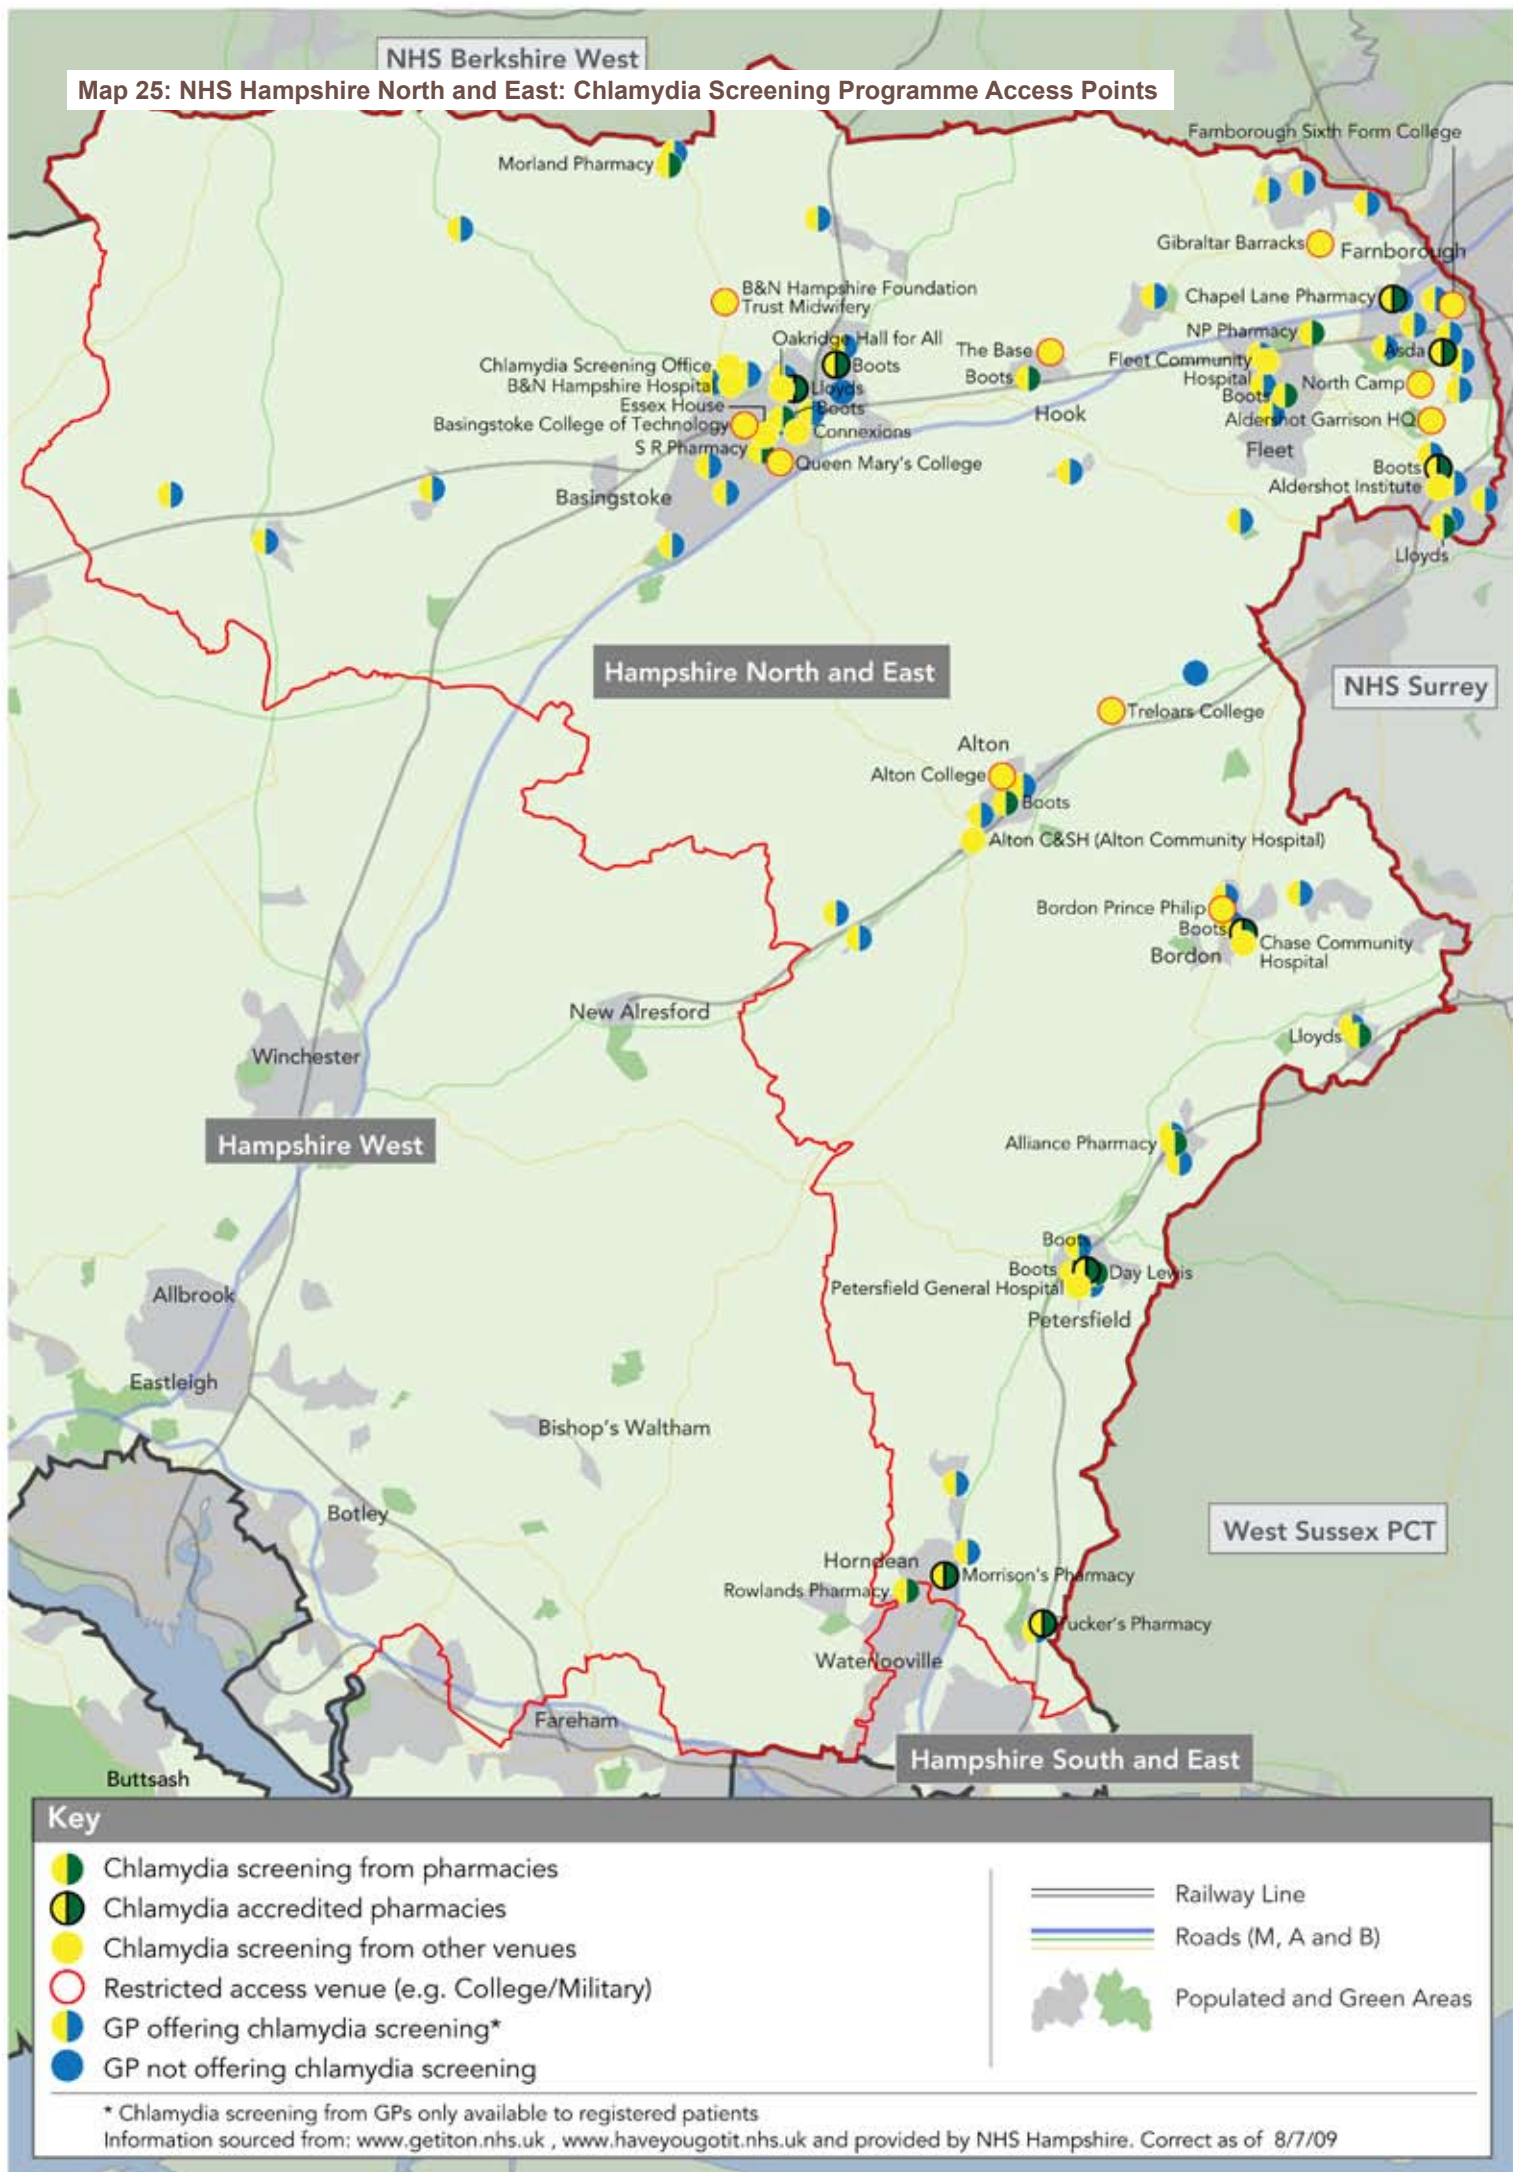 NHS Berkshire West
Map 25: NHS Hampshire North and East: Chlamydia Screening Programme Access Points
Farnborough Sixth Form College
Morland Pharmacy
Gibraltar Barracks
Farnborough
B&N Hampshire Foundation
Trust Midwifery
Chapel Lane Pharmacy
Oakridge Hall for All
NP Pharmacy
The Base
Asda
Chlamydia Screening Office
Boots
Fleet Community
Hospital
B&N Hampshire Hospital
Lloyds
Boots
North Camp
Essex House
Boots
Boots
Hook
Basingstoke College of Technology
Connexions
Aldershot Garrison HQ
S R Pharmacy
Queen Mary's College
Fleet
Boots
Basingstoke
Aldershot Institute
Lloyds
Hampshire North and East
NHS Surrey
Treloars College
Alton
Alton College
Boots
Alton C&SH (Alton Community Hospital)
Bordon Prince Philip
Boots
Chase Community
Hospital
Bordon
New Alresford
Lloyds
Winchester
Hampshire West
Alliance Pharmacy
Boots
Boots
Day Lewis
Petersfield General Hospital
Petersfield
Allbrook
Eastleigh
Bishop's Waltham
Botley
West Sussex PCT
Horndean
Morrison's Pharmacy
Rowlands Pharmacy
Tucker's Pharmacy
Waterlooville
Fareham
Hampshire South and East
Buttsash
Key
Chlamydia screening from pharmacies
Chlamydia accredited pharmacies
Chlamydia screening from other venues
Restricted access venue (e.g. College/Military)
GP offering chlamydia screening*
GP not offering chlamydia screening
Railway Line
Roads (M, A and B)
Populated and Green Areas
* Chlamydia screening from GPs only available to registered patients
Information sourced from: www.getiton.nhs.uk , www.haveyougotit.nhs.uk and provided by NHS Hampshire. Correct as of 8/7/09